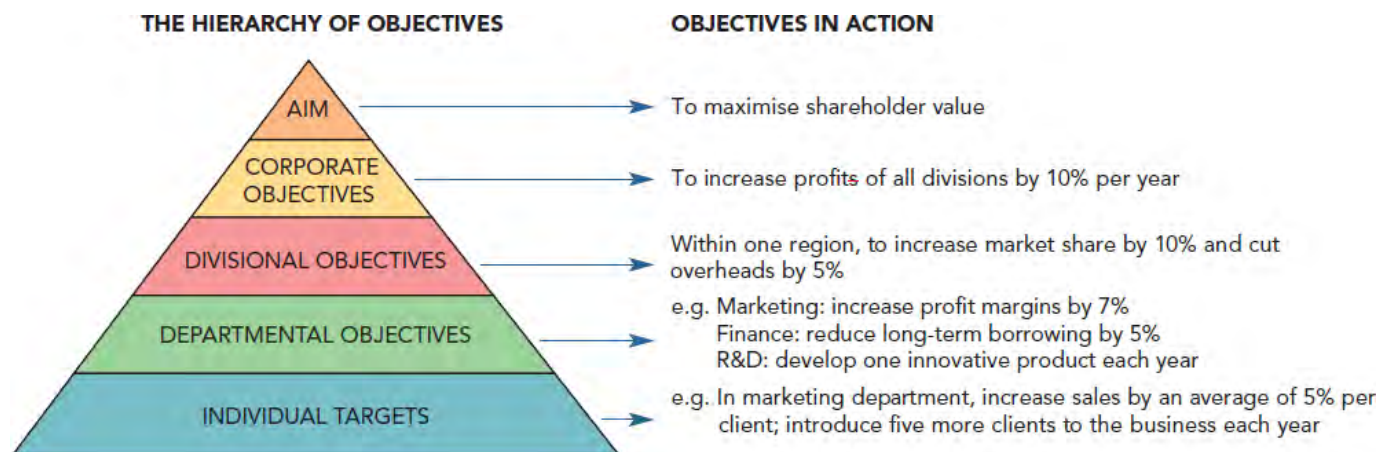 THE HIERARCHY OF OBJECTIVES
OBJECTIVES IN ACTION
AIM
To maximise shareholder value
CORPORATE
OBJECTIVES
To increase profits of all divisions by 10% per year
DIVISIONAL OBJECTIVES
Within one region, to increase market share by 10% and cut
overheads by 5%
DEPARTMENTAL OBJECTIVES
e.g. Marketing: increase profit margins by 7%
Finance: reduce long-term borrowing by 5%
R&D: develop one innovative product each year
INDIVIDUAL TARGETS
e.g. In marketing department, increase sales by an average of 5% per
client; introduce five more clients to the business each year